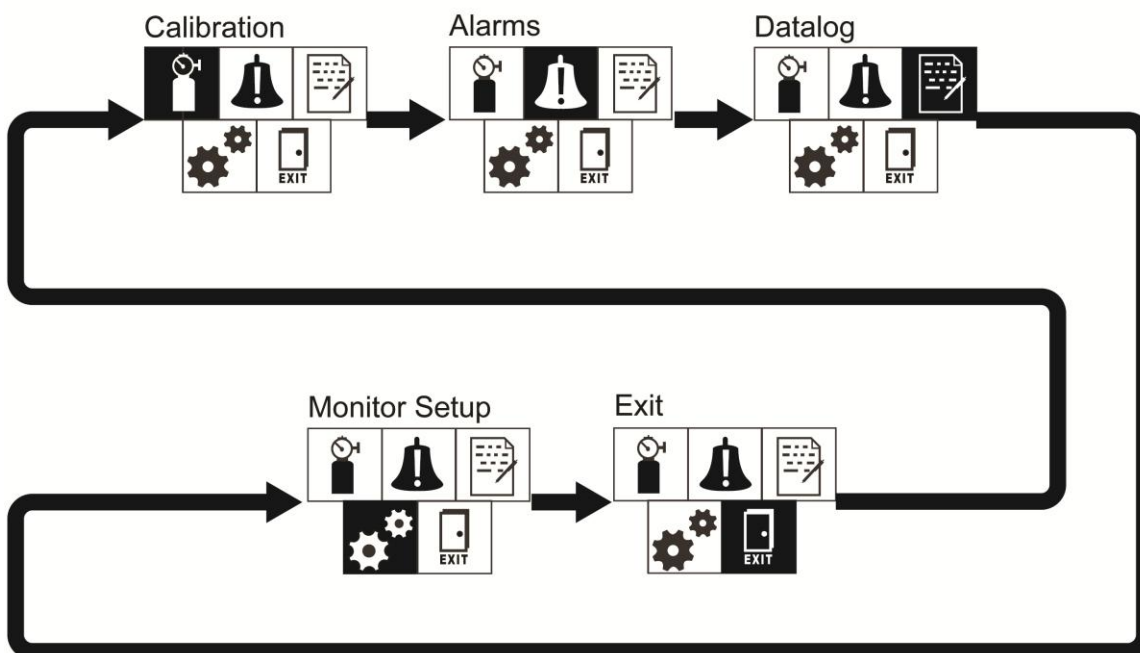 Calibration
Alarms
Datalog
EXIT
EXIT
EXIT
Monitor Setup
Exit
EXIT
EXIT